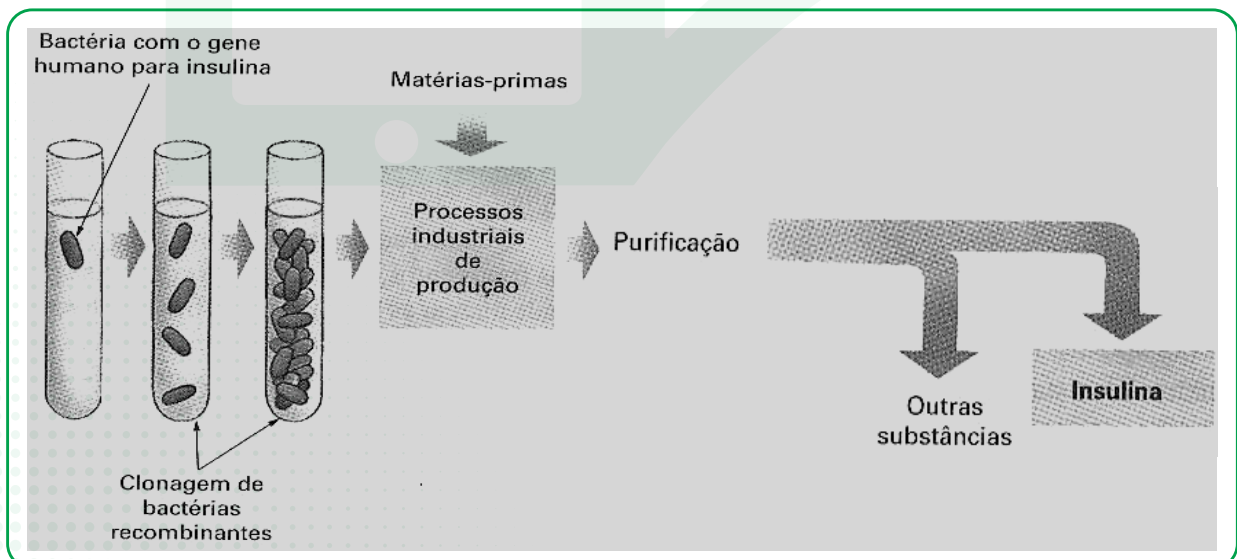 Bactéria com o gene
humano para insulina
Matérias-primas
Processos
industriais
de
produção
Purificação
Outras
substâncias
Insulina
Clonagem de
bactérias
recombinantes